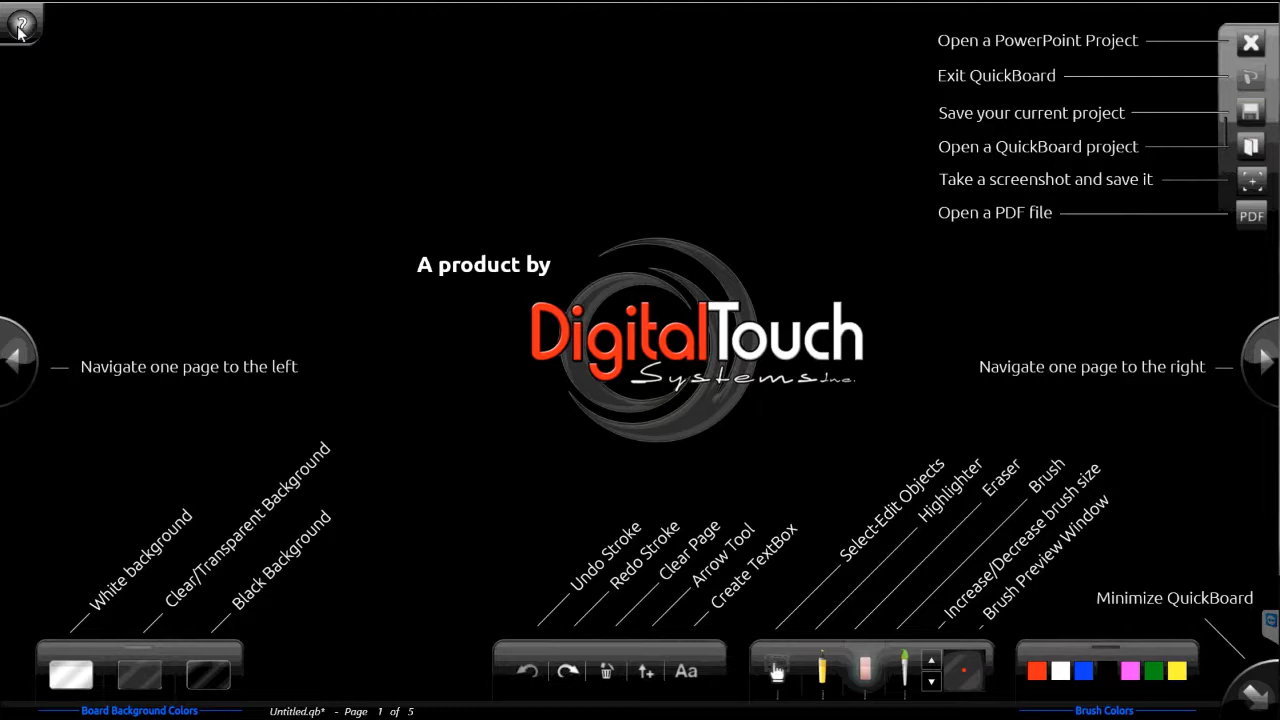 ?
Open a PowerPoint Project
Exit QuickBoard
Save your current project
Open a QuickBoard project
Take a screenshot and save it
Open a PDF file
PDF
A product by
DigitalTouch
Systems Inc.
Navigate one page to the left
Navigate one page to the right
White background
Clear/Transparent Background
Black Background
Undo Stroke
Redo Stroke
Clear Page
Arrow Tool
Create TextBox
Select-Edit Objects
Highlighter
Eraser
Brush
Increase/Decrease brush size
Brush Preview Window
Minimize QuickBoard
Aa
Board Background Colors
Untitled.qb* - Page 1 of 5
Brush Colors